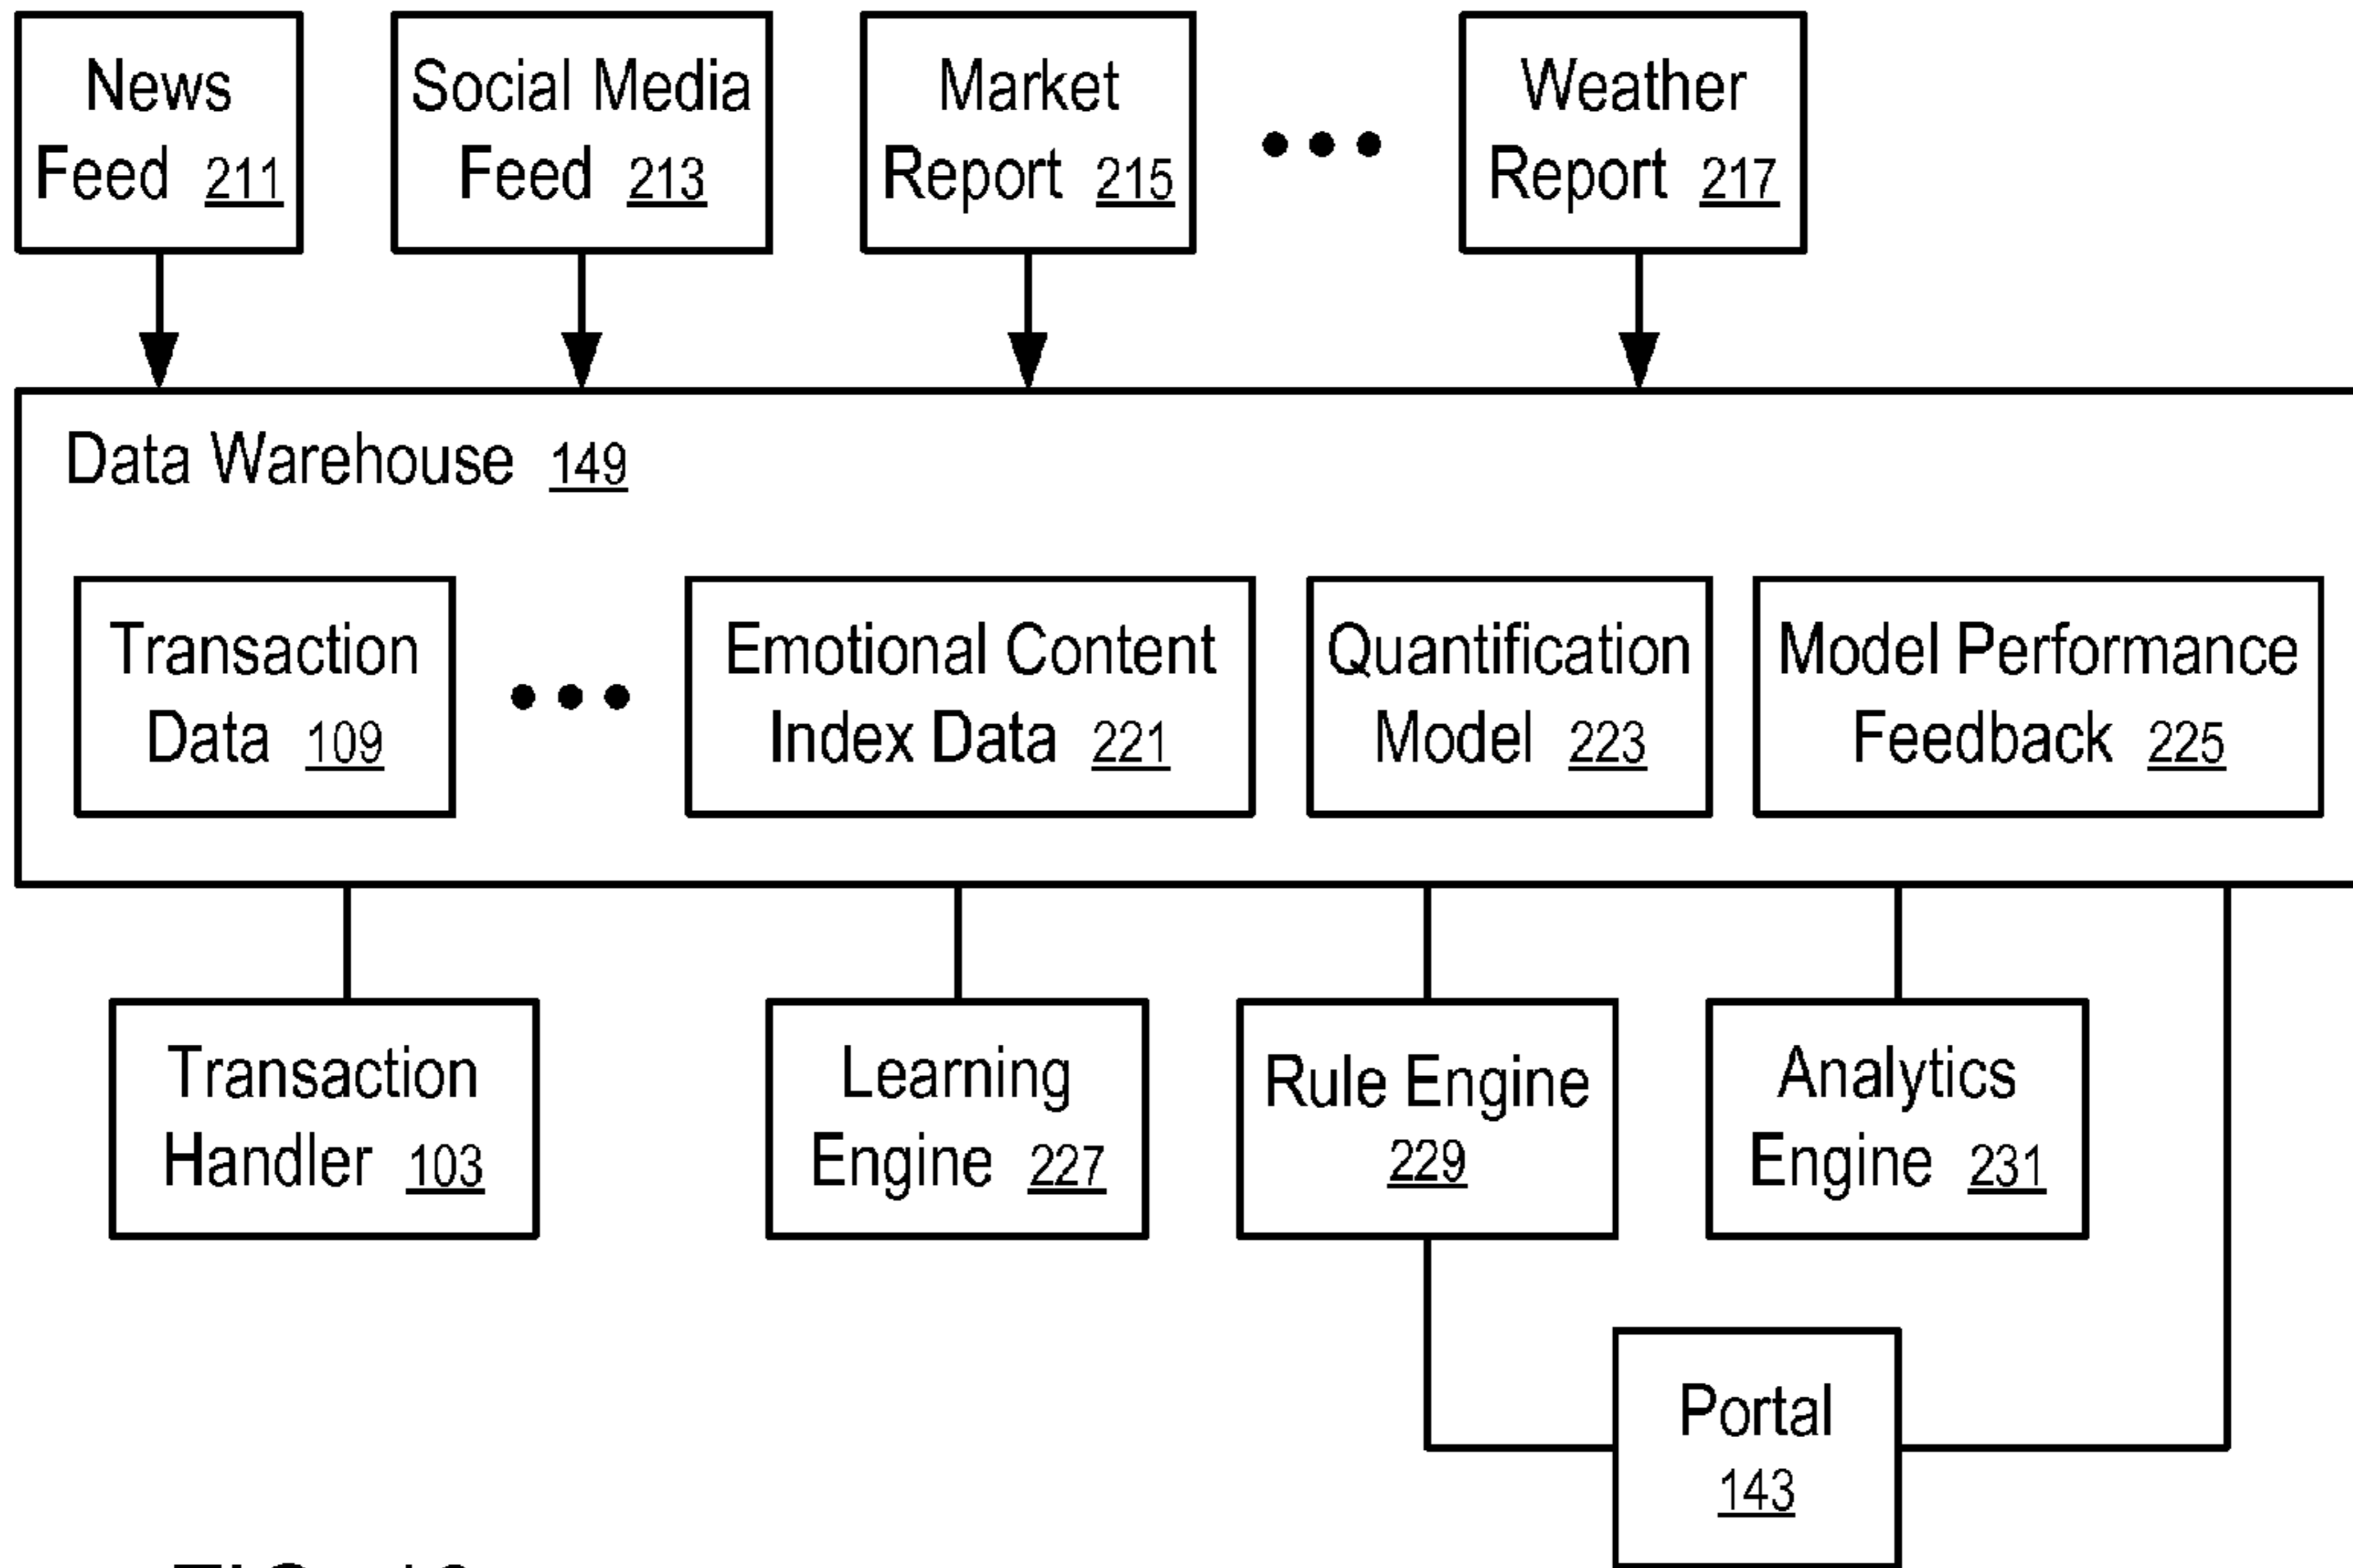 News
Feed 211
Social Media
Feed 213
Market
Report 215
Weather
Report 217
Data Warehouse 149
Transaction
Data 109
Emotional Content
Index Data 221
Quantification
Model 223
Model Performance
Feedback 225
Transaction
Handler 103
Learning
Engine 227
Rule Engine
229
Analytics
Engine 231
Portal
143